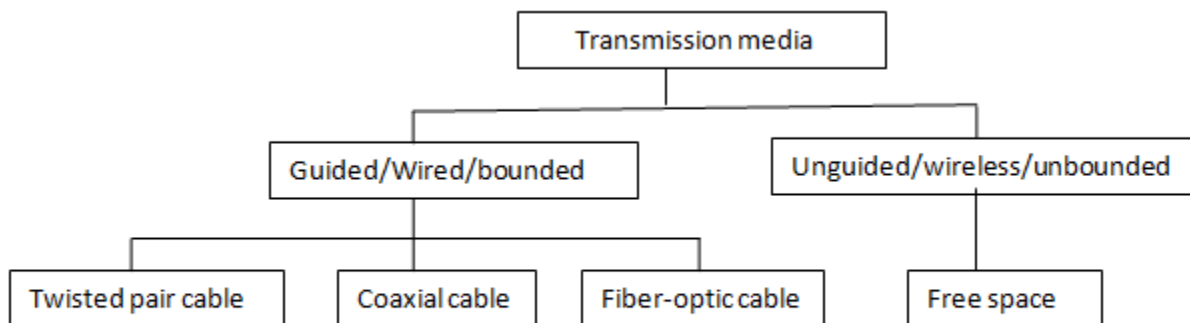 Transmission media
Guided/Wired/bounded
Unguided/wireless/unbounded
Twisted pair cable
Coaxial cable
Fiber-optic cable
Free space